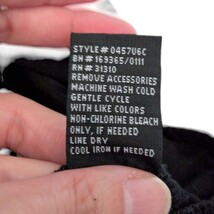 STYLE# 0457U6C
BN# 169365/0111
RN# 31310
REMOVE ACCESSORIES
MACHINE WASH COLD
GENTLE CYCLE
WITH LIKE COLORS
NON-CHLORINE BLEACH
ONLY, IF NEEDED
LINE DRY
COOL IRON IF NEEDED